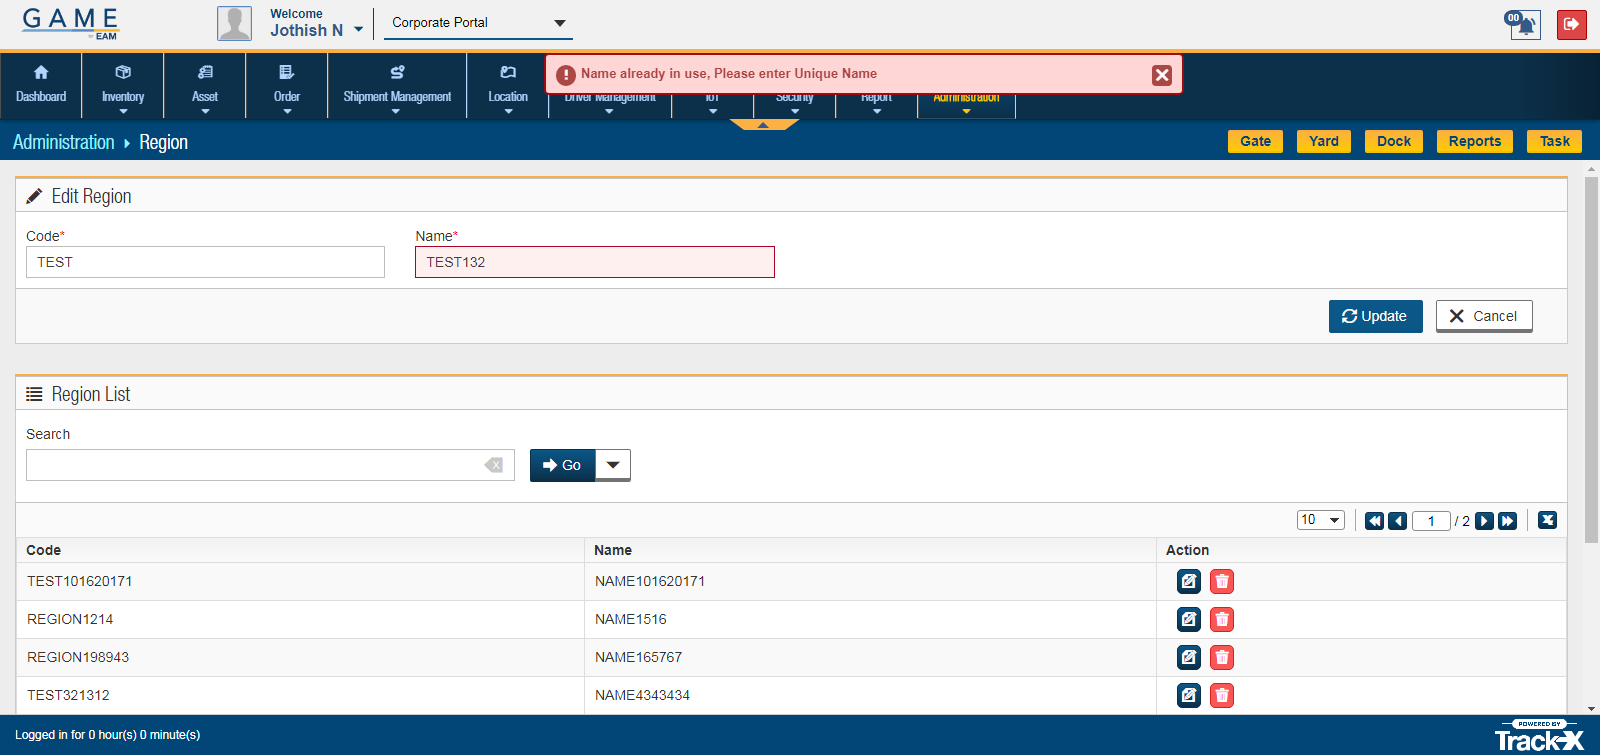 GAME
BY EAM
Welcome
Jothish N
Corporate Portal
00
Name already in use, Please enter Unique Name
Dashboard
Inventory
Asset
Order
Shipment Management
Location
Driver Management
IoT
Security
Report
Administration
Administration Region
Gate
Yard
Dock
Reports
Task
Edit Region
Code*
Name*
TEST
TEST132
Update
Cancel
Region List
Search
Go
10
1 / 2
Code Name Action
TEST101620171 NAME101620171
REGION1214 NAME1516
REGION198943 NAME165767
TEST321312 NAME4343434
Logged in for 0 hour(s) 0 minute(s)
POWERED BY
Track-X